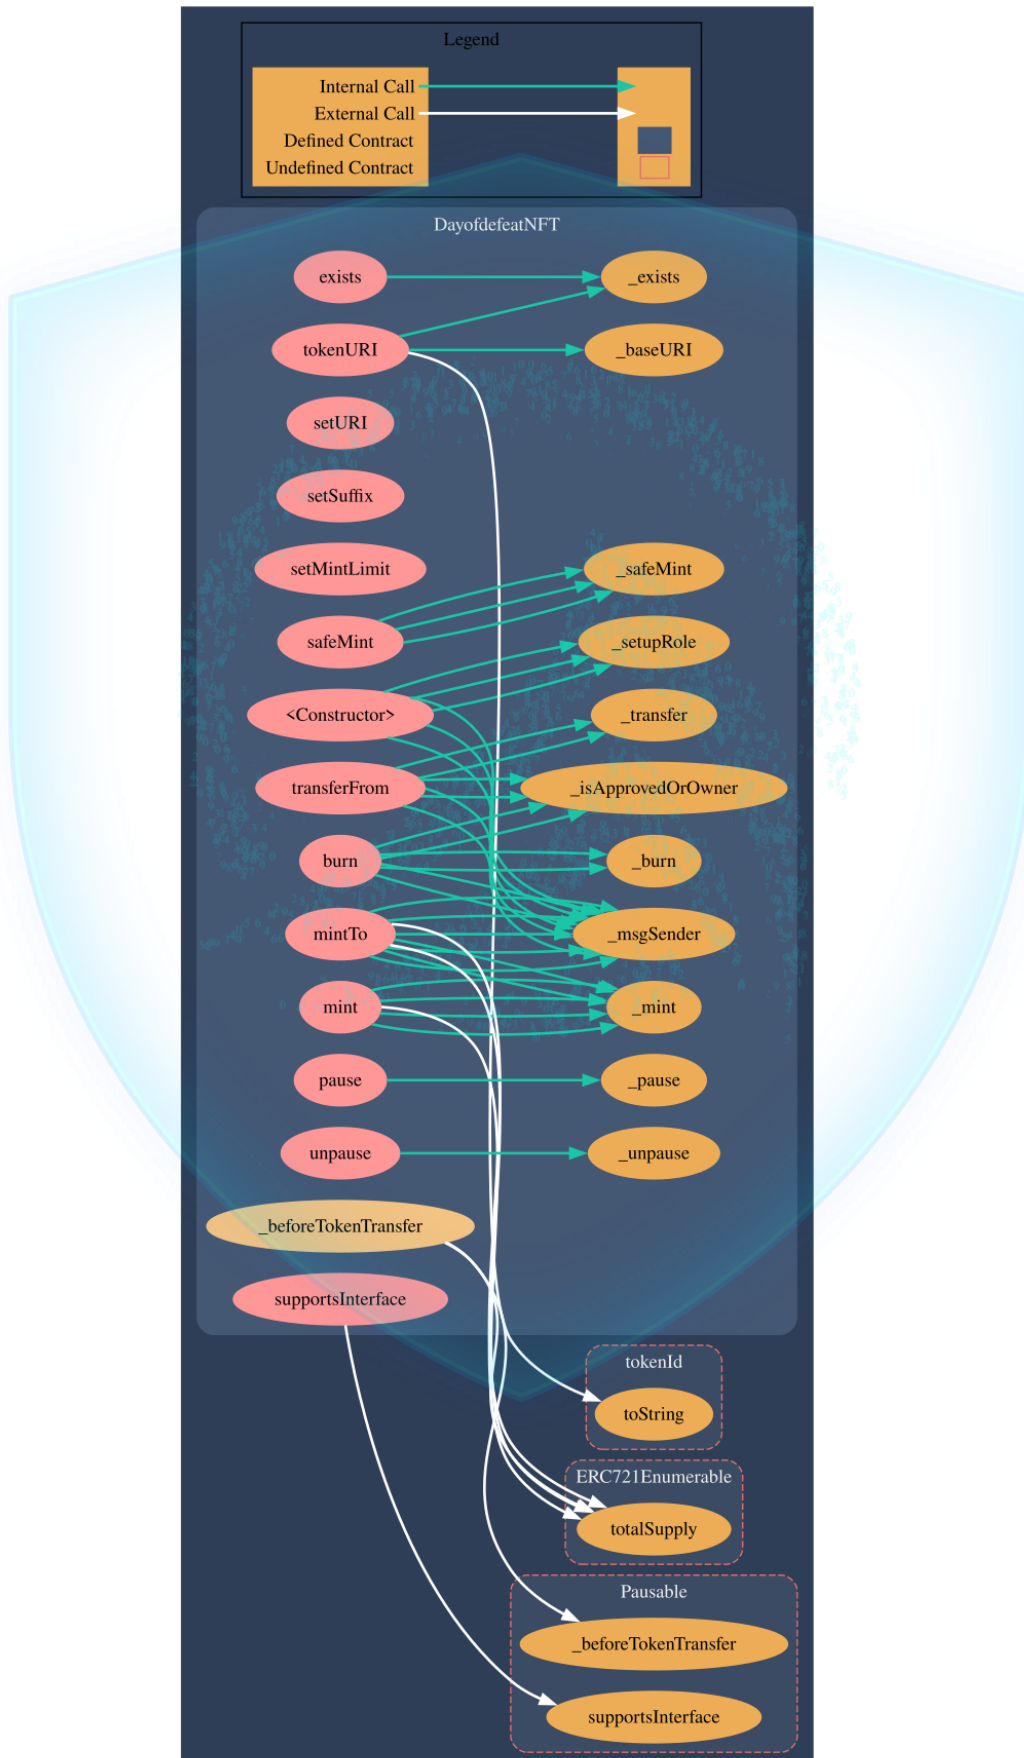 Legend
Internal Call
External Call
Defined Contract
Undefined Contract
DayofdefeatNFT
exists _exists
tokenURI _baseURI
setURI
setSuffix
setMintLimit _safeMint
safeMint _setupRole
<Constructor> _transfer
transferFrom _isApprovedOrOwner
burn _burn
mintTo _msgSender
mint _mint
pause _pause
unpause _unpause
_beforeTokenTransfer
supportsInterface
tokenId
toString
ERC721Enumerable
totalSupply
Pausable
_beforeTokenTransfer
supportsInterface